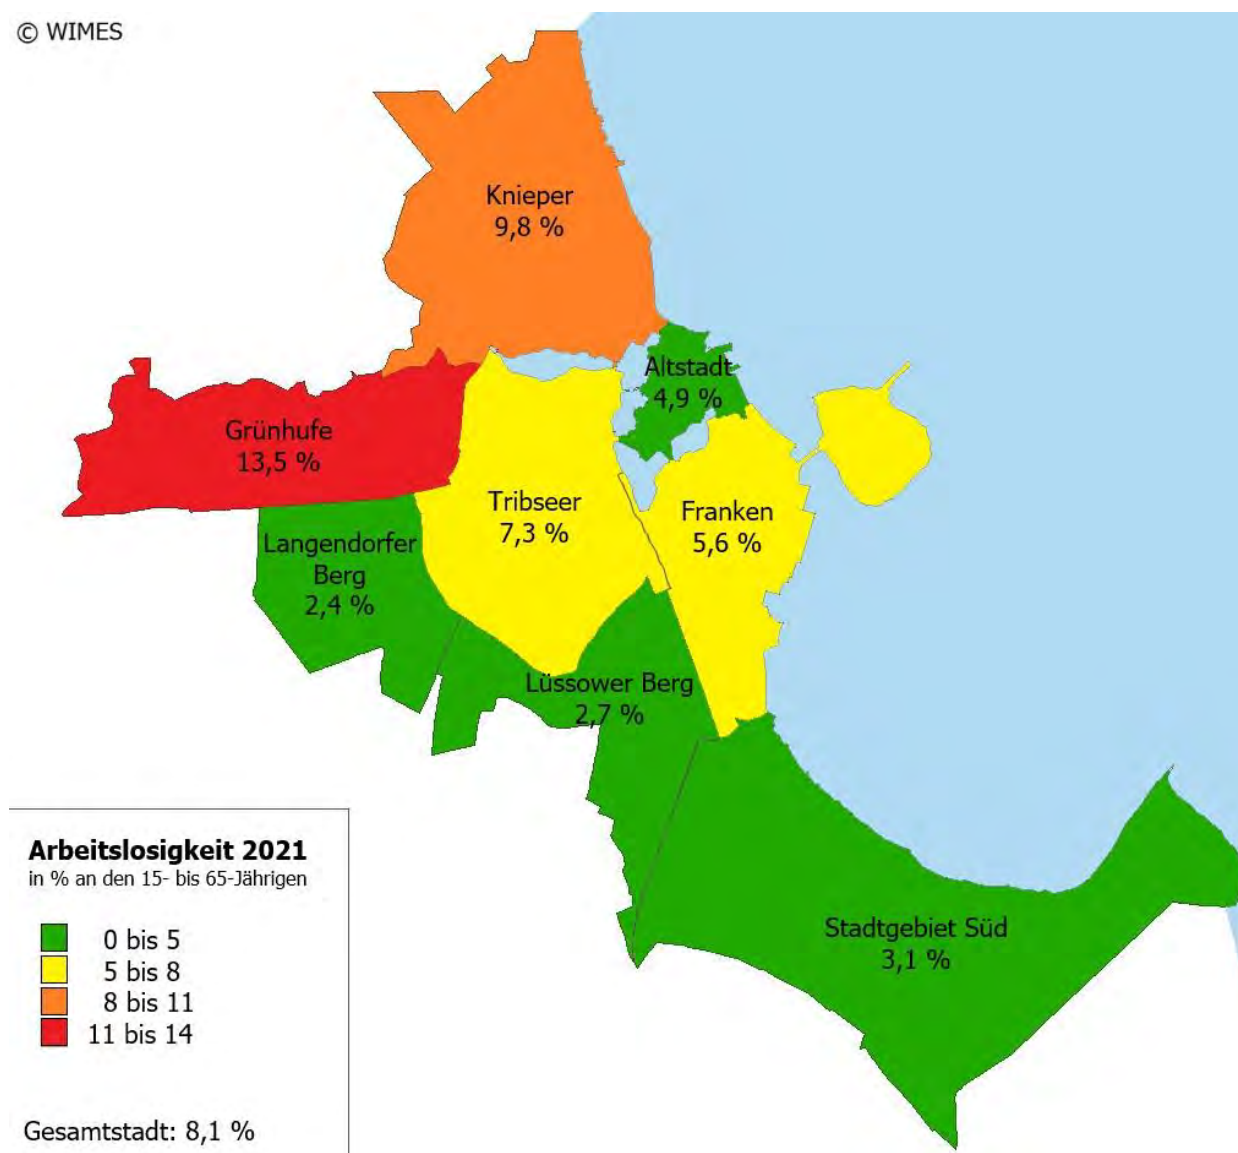 © WIMES
Knieper
9,8 %
Altstadt
4,9 %
Grünhufe
13,5 %
Tribseer
7,3 %
Franken
5,6 %
Langendorfer
Berg
2,4 %
Lüssower Berg
2,7 %
Stadtgebiet Süd
3,1 %
Arbeitslosigkeit 2021
in % an den 15- bis 65-Jährigen
0 bis 5
5 bis 8
8 bis 11
11 bis 14
Gesamtstadt: 8,1 %